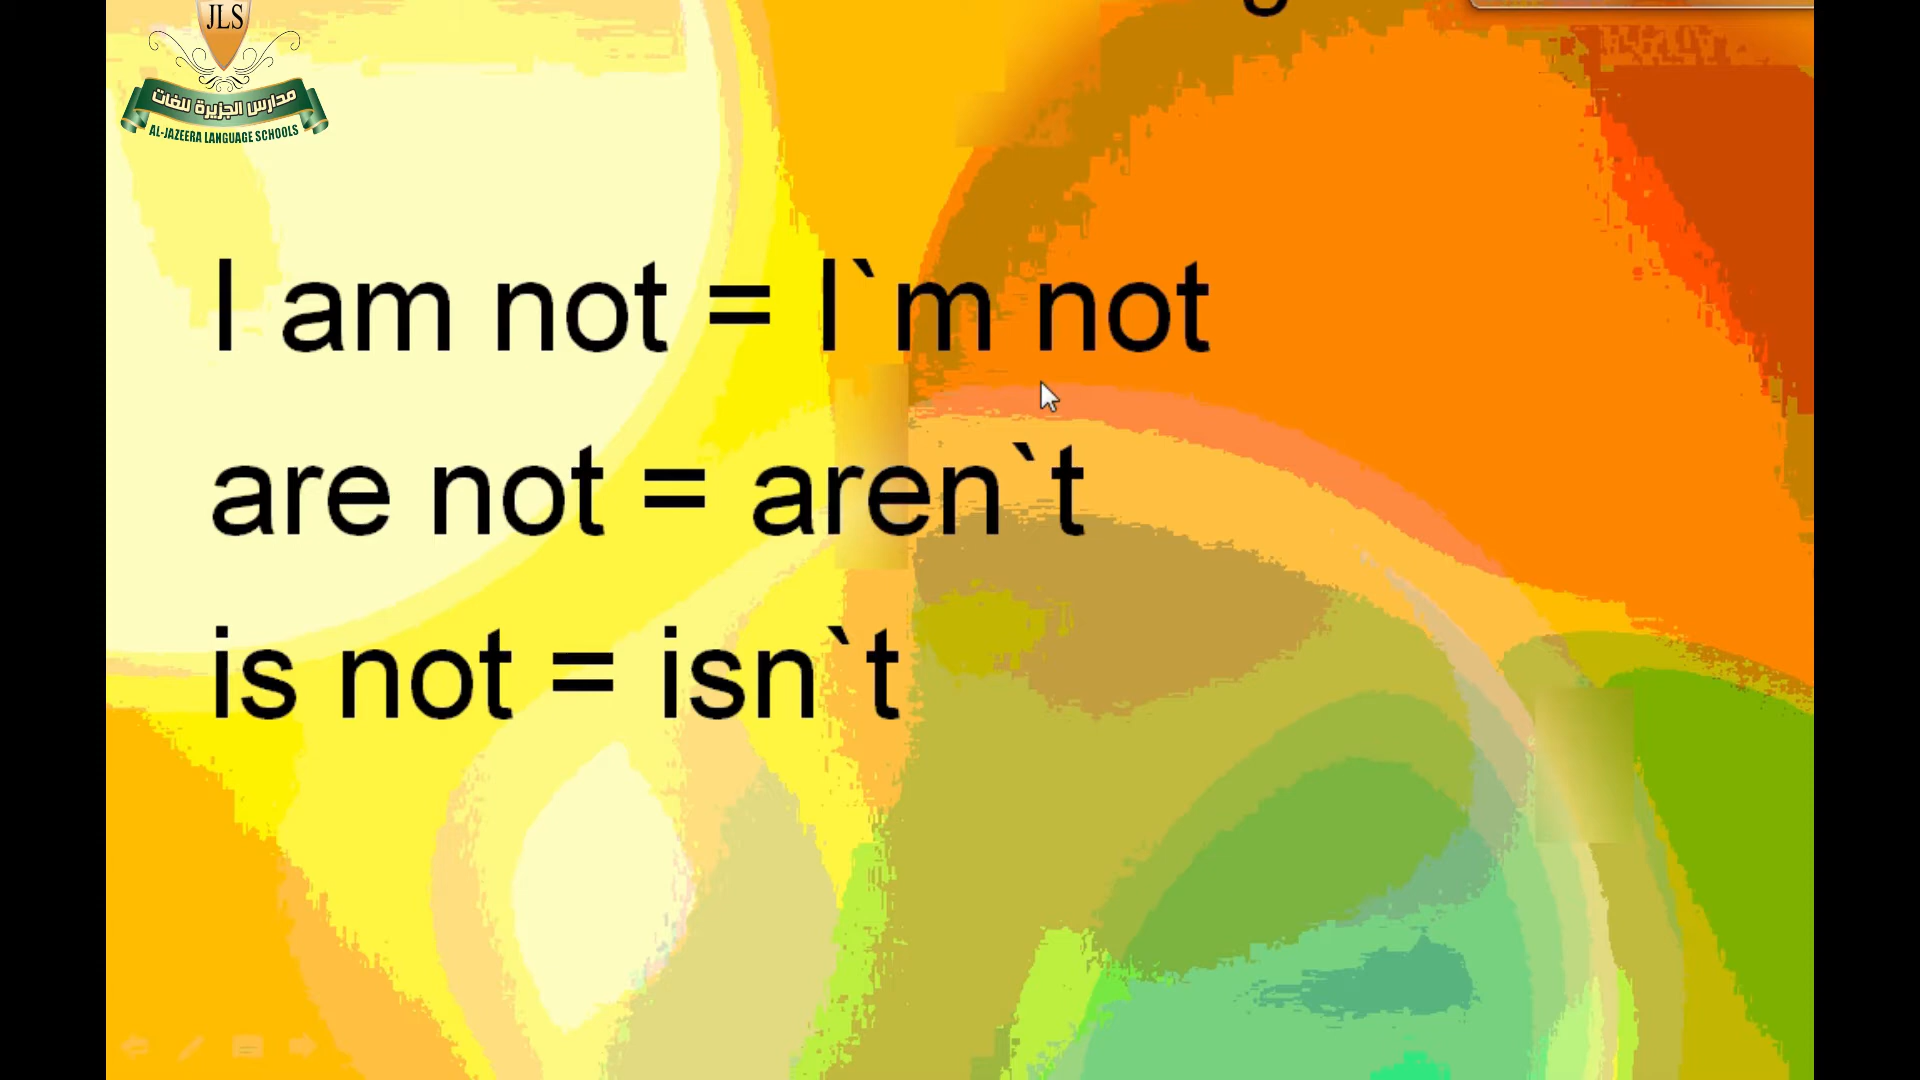 JLS
مدارس الجزيرة للغات
AL-JAZEERA LANGUAGE SCHOOLS
I am not = I`m not
are not = aren`t
is not = isn`t